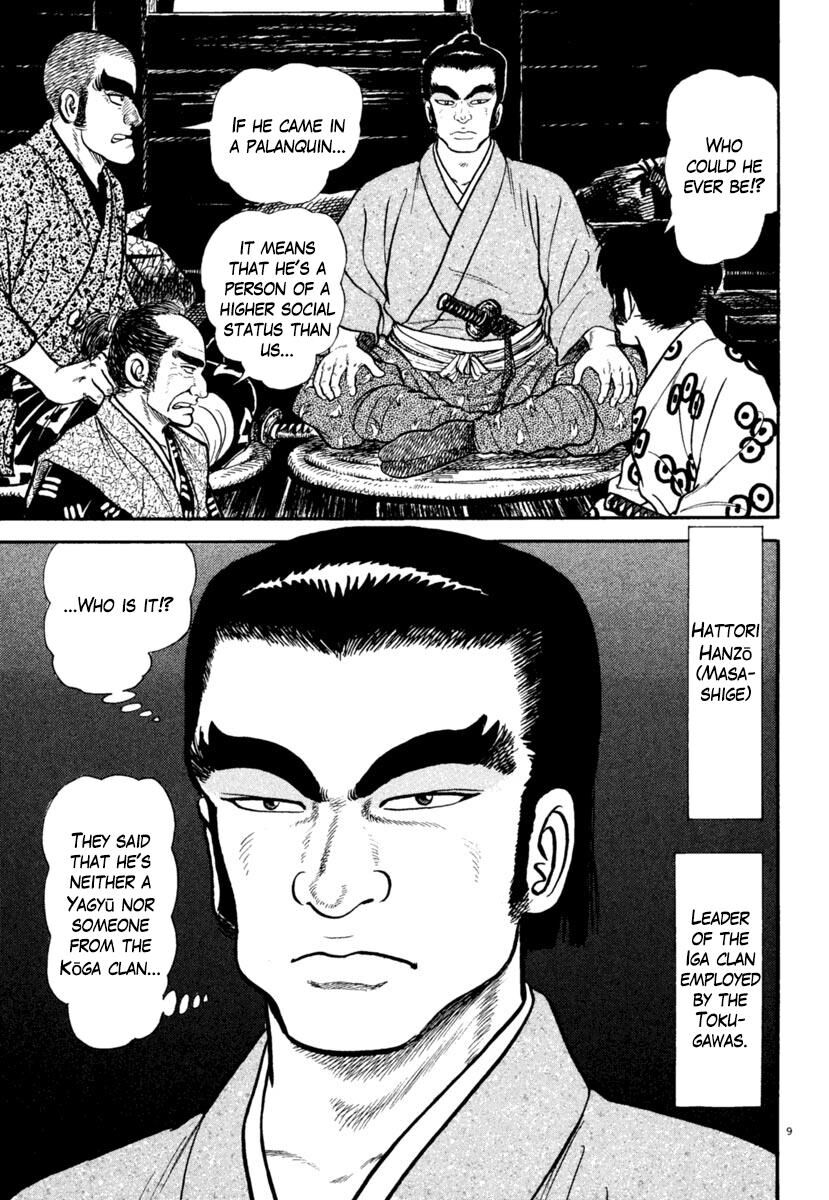 WHO
COULD HE
EVER BE!?
IF HE CAME IN
A PALANQUIN...
IT MEANS
THAT HE'S A
PERSON OF A
HIGHER SOCIAL
STATUS THAN
US...
HATTORI
HANZŌ
(MASA-
SHIGE)
LEADER
OF THE
IGA CLAN
EMPLOYED
BY THE
TOKU-
GAWAS.
...WHO IS IT!?
THEY SAID
THAT HE'S
NEITHER A
YAGYŪ NOR
SOMEONE
FROM THE
KŌGA CLAN...
9